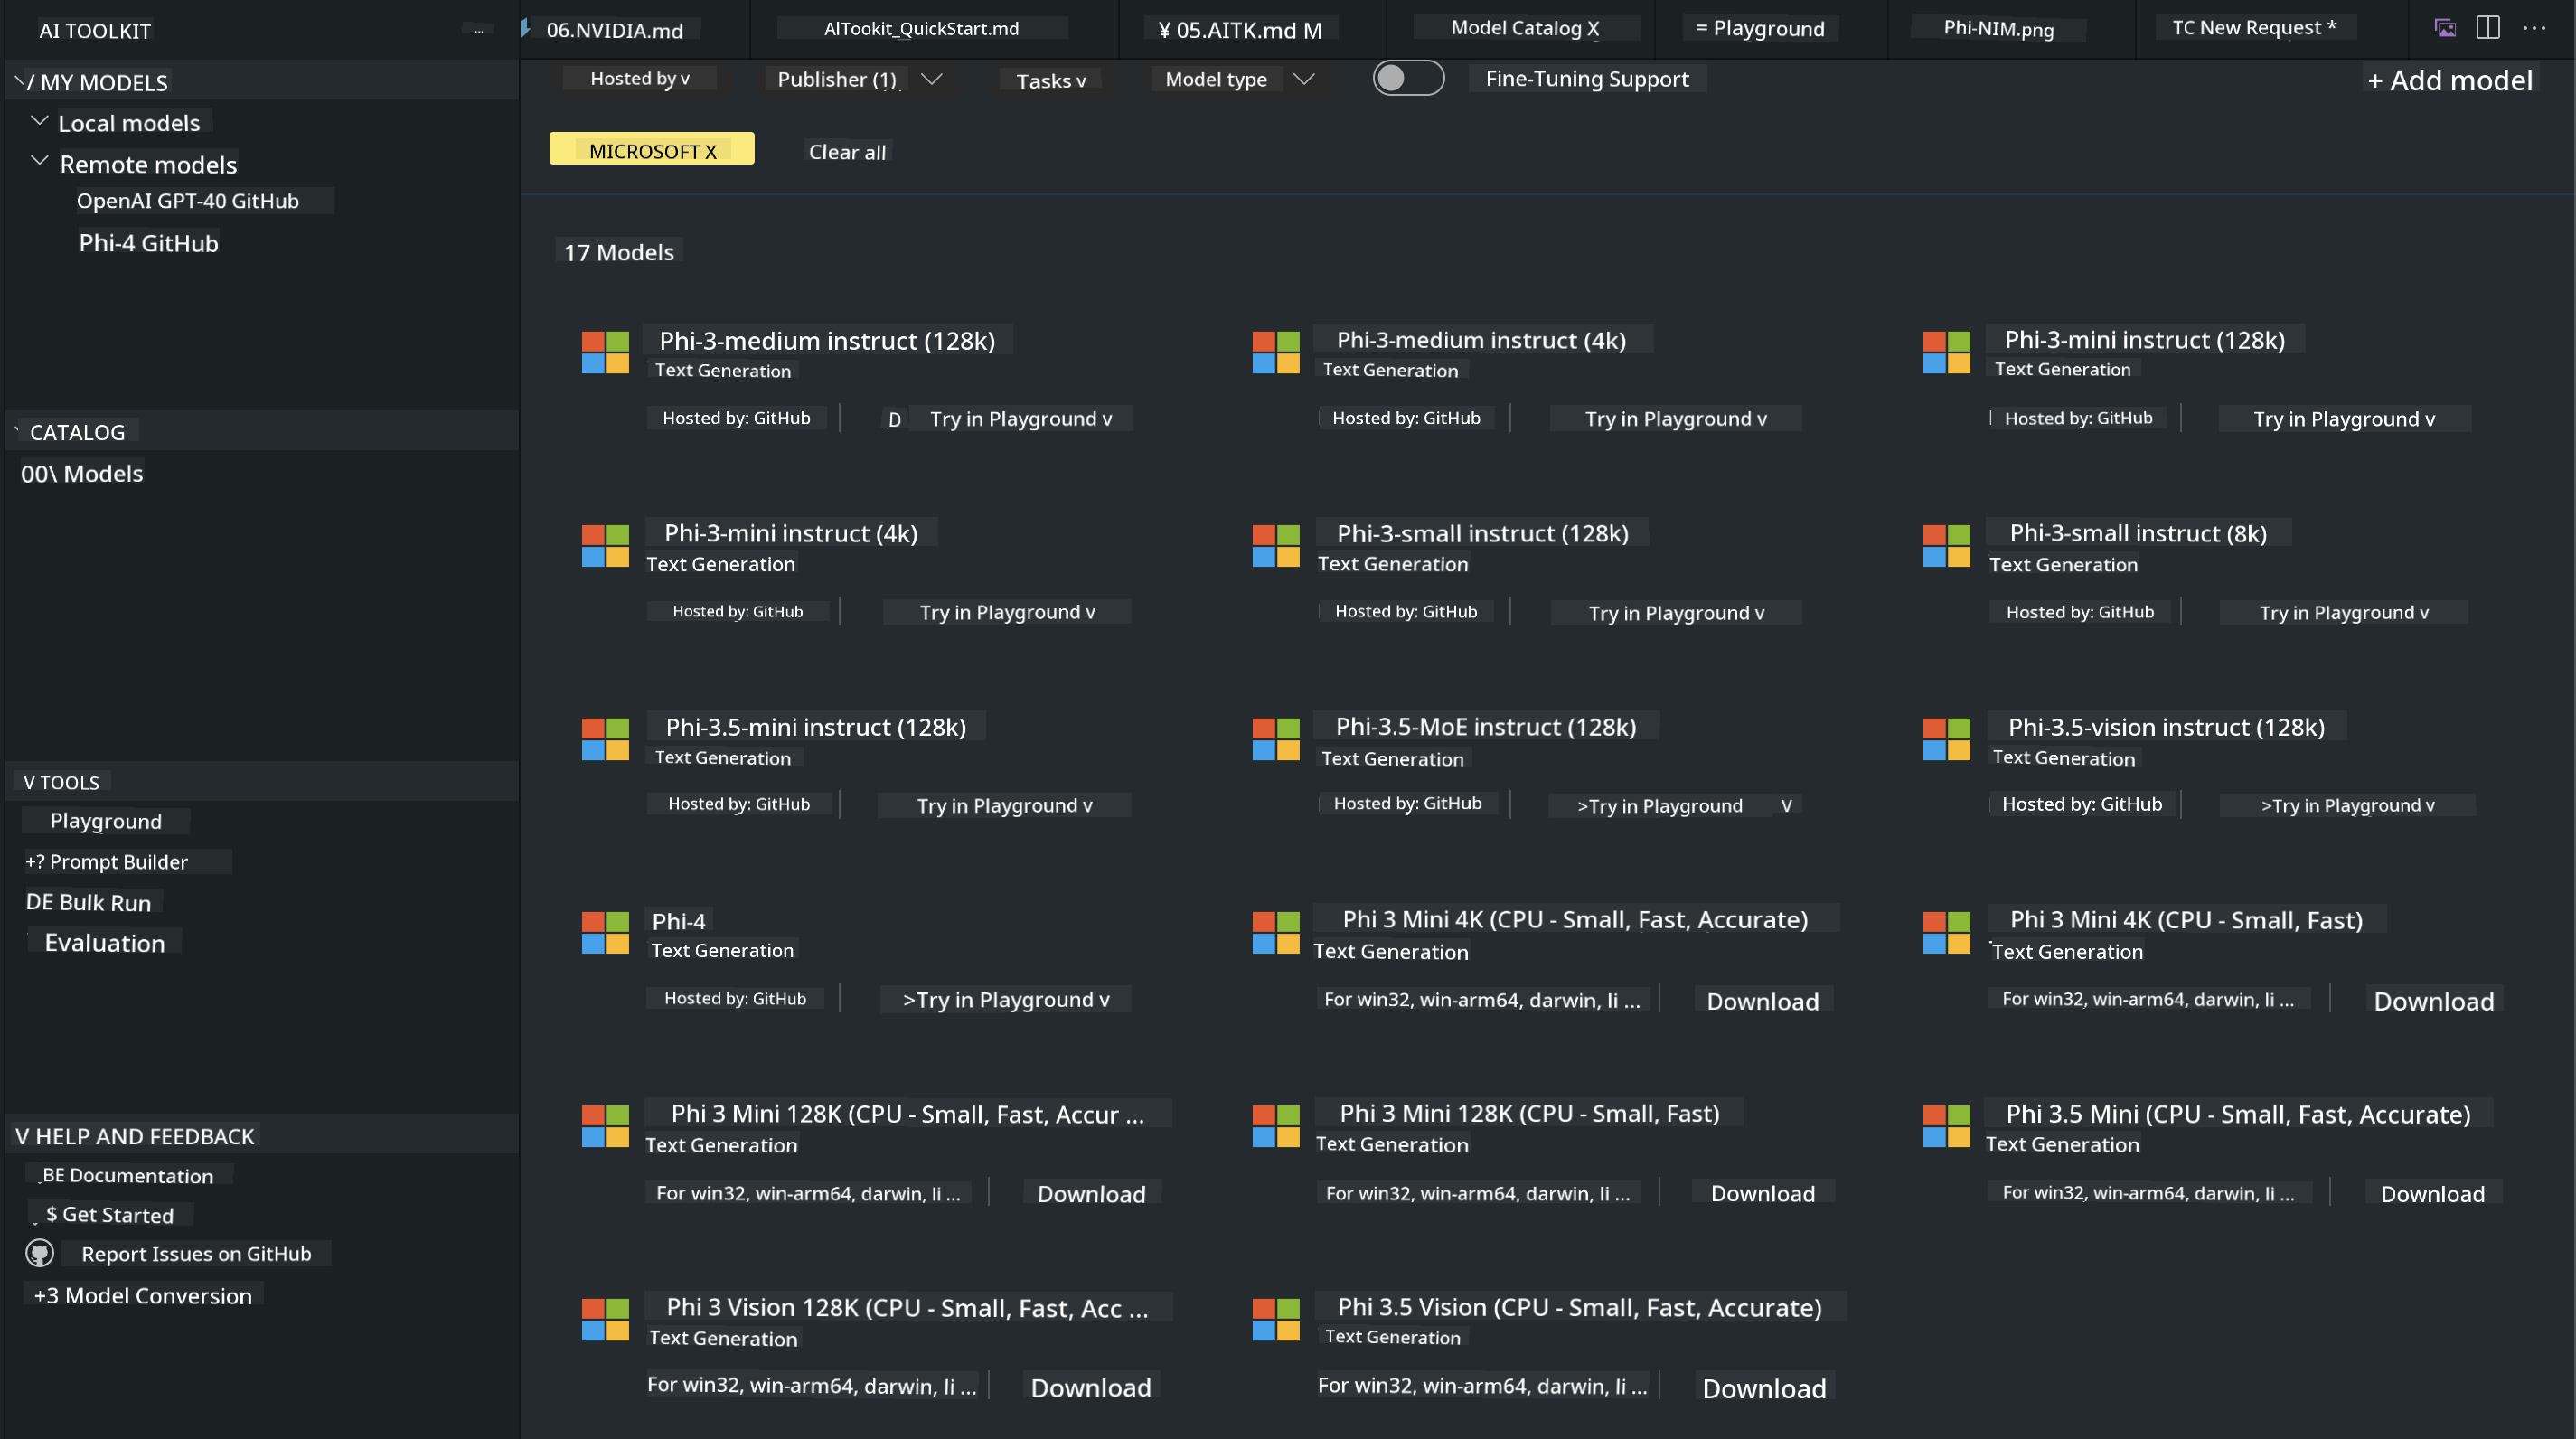 AI TOOLKIT
...
06.NVIDIA.md
AITookit_QuickStart.md
¥ 05.AITK.md M
Model Catalog X
= Playground
Phi-NIM.png
TC New Request *
/ MY MODELS
Local models
Remote models
OpenAI GPT-40 GitHub
Phi-4 GitHub
CATALOG
00\ Models
V TOOLS
Playground
+? Prompt Builder
DE Bulk Run
Evaluation
V HELP AND FEEDBACK
BE Documentation
$ Get Started
Report Issues on GitHub
+3 Model Conversion
Hosted by v
Publisher (1)
Tasks v
Model type
Fine-Tuning Support
+ Add model
MICROSOFT X
Clear all
17 Models
Phi-3-medium instruct (128k)
Text Generation
Hosted by: GitHub
D Try in Playground v
Phi-3-medium instruct (4k)
Text Generation
Hosted by: GitHub
Try in Playground v
Phi-3-mini instruct (128k)
Text Generation
Hosted by: GitHub
Try in Playground v
Phi-3-mini instruct (4k)
Text Generation
Hosted by: GitHub
Try in Playground v
Phi-3-small instruct (128k)
Text Generation
Hosted by: GitHub
Try in Playground v
Phi-3-small instruct (8k)
Text Generation
Hosted by: GitHub
Try in Playground v
Phi-3.5-mini instruct (128k)
Text Generation
Hosted by: GitHub
Try in Playground v
Phi-3.5-MoE instruct (128k)
Text Generation
Hosted by: GitHub
>Try in Playground V
Phi-3.5-vision instruct (128k)
Text Generation
Hosted by: GitHub
>Try in Playground v
Phi-4
Text Generation
Hosted by: GitHub
>Try in Playground v
Phi 3 Mini 4K (CPU - Small, Fast, Accurate)
Text Generation
For win32, win-arm64, darwin, li ...
Download
Phi 3 Mini 4K (CPU - Small, Fast)
Text Generation
For win32, win-arm64, darwin, li ...
Download
Phi 3 Mini 128K (CPU - Small, Fast, Accur ...
Text Generation
For win32, win-arm64, darwin, li ...
Download
Phi 3 Mini 128K (CPU - Small, Fast)
Text Generation
For win32, win-arm64, darwin, li ...
Download
Phi 3.5 Mini (CPU - Small, Fast, Accurate)
Text Generation
For win32, win-arm64, darwin, li ...
Download
Phi 3 Vision 128K (CPU - Small, Fast, Acc ...
Text Generation
For win32, win-arm64, darwin, li ...
Download
Phi 3.5 Vision (CPU - Small, Fast, Accurate)
Text Generation
For win32, win-arm64, darwin, li ...
Download